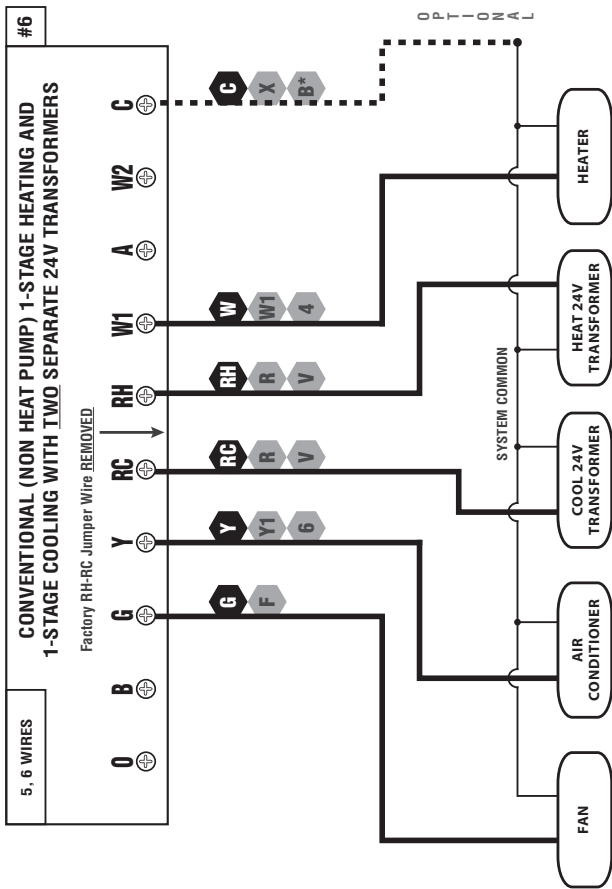 5, 6 WIRES
#6
CONVENTIONAL (NON HEAT PUMP) 1-STAGE HEATING AND
1-STAGE COOLING WITH TWO SEPARATE 24V TRANSFORMERS
Factory RH-RC Jumper Wire REMOVED
O B G Y RC RH W1 A W2 C
G Y RC RH W C
F Y1 R R W1 X
6 V V 4 B*
OPTIONAL
SYSTEM COMMON
FAN
AIR
CONDITIONER
COOL 24V
TRANSFORMER
HEAT 24V
TRANSFORMER
HEATER